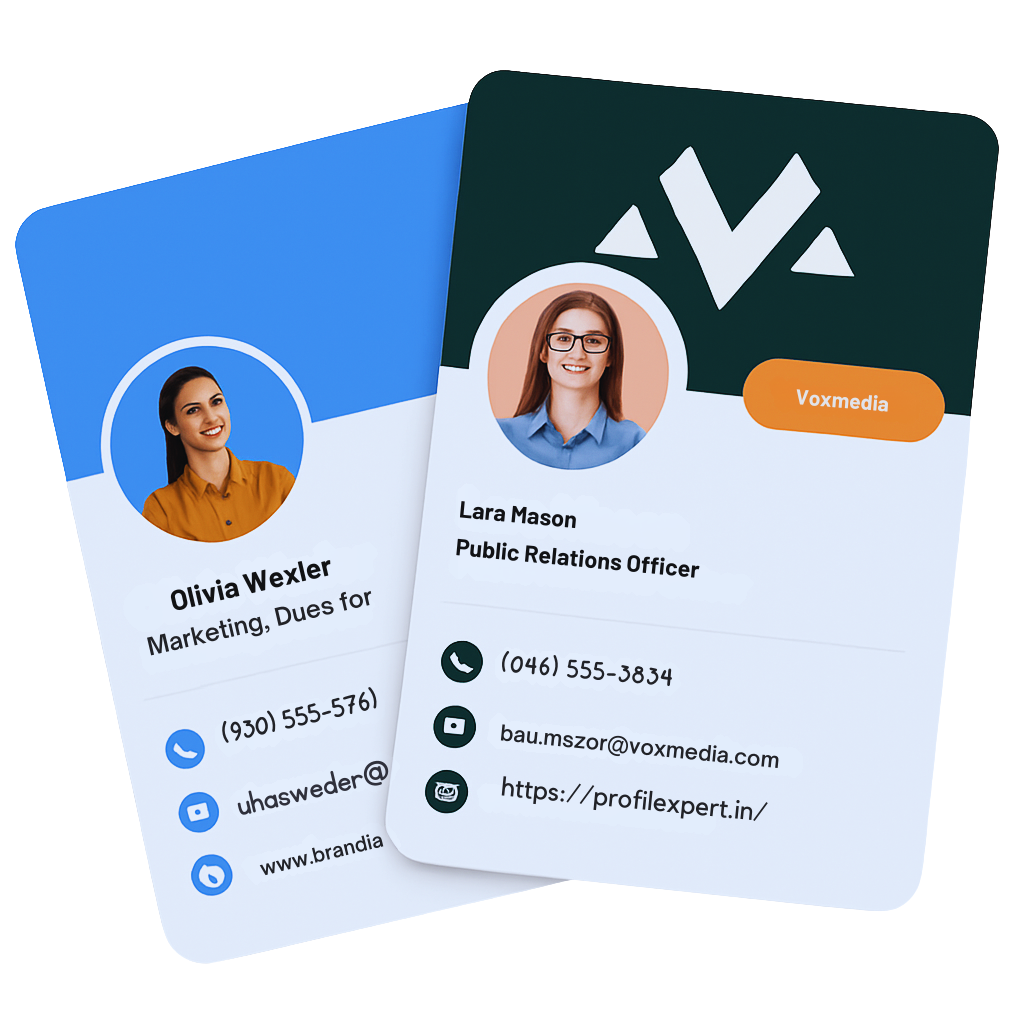 Voxmedia
Lara Mason
Public Relations Officer
(046) 555-3834
bau.mszor@voxmedia.com
https://profilexpert.in/
Olivia Wexler
Marketing, Dues for
(930) 555-576)
uhasweder@
www.brandia